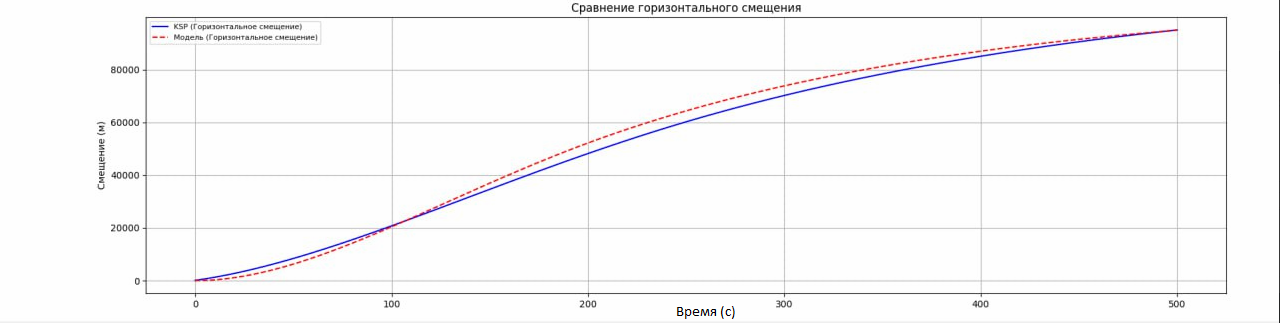 Сравнение горизонтального смещения
KSP (Горизонтальное смещение)
Модель (Горизонтальное смещение)
Смещение (м)
80000
60000
40000
20000
0
0 100 200 300 400 500
Время (с)